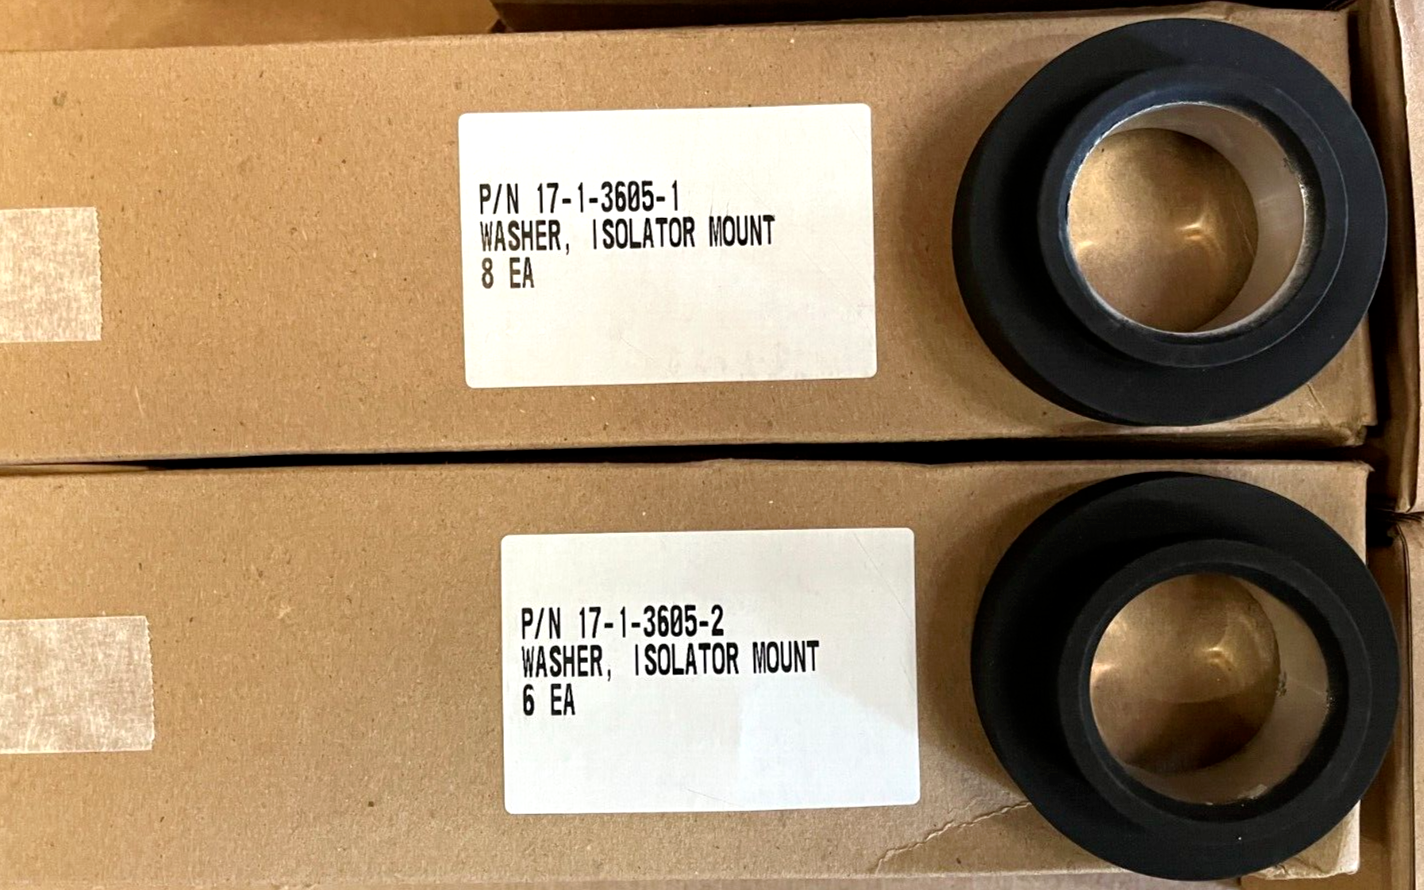 P/N 17-1-3605-1
WASHER, ISOLATOR MOUNT
8 EA
P/N 17-1-3605-2
WASHER, ISOLATOR MOUNT
6 EA